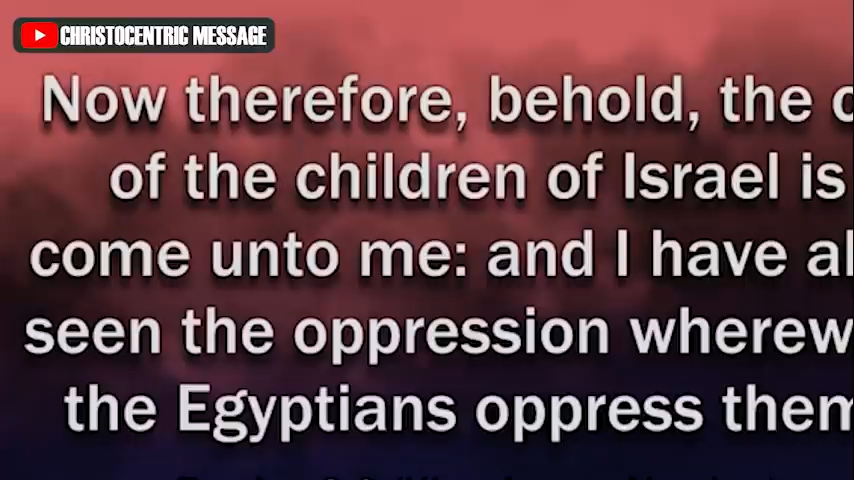 CHRISTOCENTRIC MESSAGE
Now therefore, behold, the
of the children of Israel is
come unto me: and I have
seen the oppression
the Egyptians oppress them